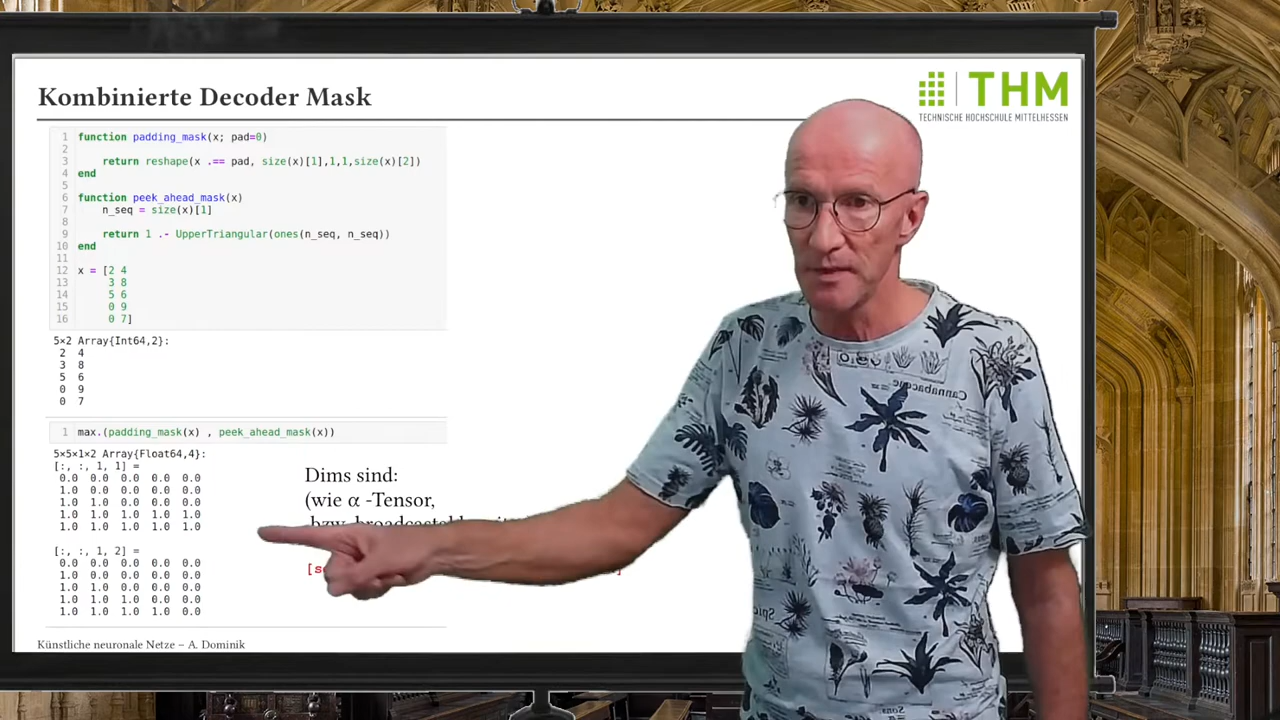 Kombinierte Decoder Mask
THM
TECHNISCHE HOCHSCHULE MITTELHESSEN
1 function padding_mask(x; pad=0)
2
3 return reshape(x .== pad, size(x)[1],1,1,size(x)[2])
4 end
5
6 function peek_ahead_mask(x)
7 n_seq = size(x)[1]
8
9 return 1 .- UpperTriangular(ones(n_seq, n_seq))
10 end
11
12 x = [2 4
13 3 8
14 5 6
15 0 9
16 0 7]
5×2 Array{Int64,2}:
2 4
3 8
5 6
0 9
0 7
1 max.(padding_mask(x) , peek_ahead_mask(x))
5×5×1×2 Array{Float64,4}:
[:, :, 1, 1] =
0.0 0.0 0.0 0.0 0.0
1.0 0.0 0.0 0.0 0.0
1.0 1.0 0.0 0.0 0.0
1.0 1.0 1.0 1.0 1.0
1.0 1.0 1.0 1.0 1.0
[:, :, 1, 2] =
0.0 0.0 0.0 0.0 0.0
1.0 0.0 0.0 0.0 0.0
1.0 1.0 0.0 0.0 0.0
1.0 1.0 1.0 0.0 0.0
1.0 1.0 1.0 1.0 0.0
Dims sind:
(wie α -Tensor,
Künstliche neuronale Netze – A. Dominik
Cannabaceae